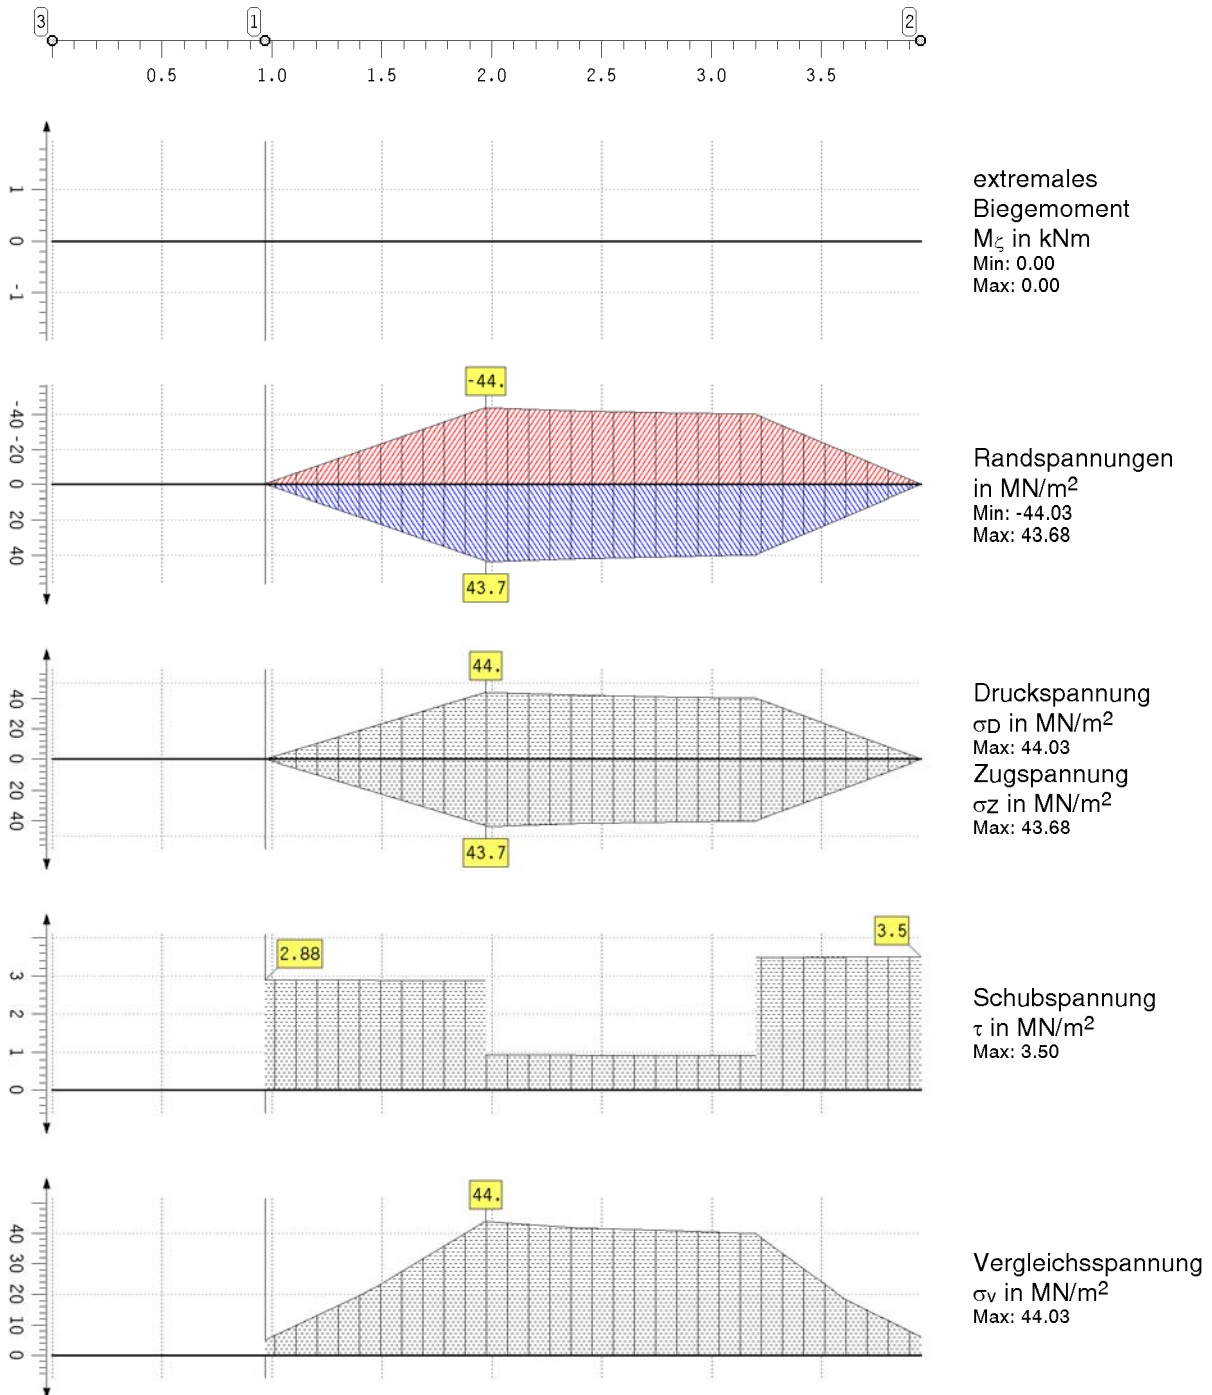 3 1 2
0.5 1.0 1.5 2.0 2.5 3.0 3.5
1
0
-1
extremales
Biegemoment
Mζ in kNm
Min: 0.00
Max: 0.00
-44.
-40
-20
0
20
40
43.7
Randspannungen
in MN/m²
Min: -44.03
Max: 43.68
44.
40
20
0
20
40
43.7
Druckspannung
σD in MN/m²
Max: 44.03
Zugspannung
σZ in MN/m²
Max: 43.68
2.88
3.5
3
2
1
0
Schubspannung
τ in MN/m²
Max: 3.50
44.
40
30
20
10
0
Vergleichsspannung
σv in MN/m²
Max: 44.03